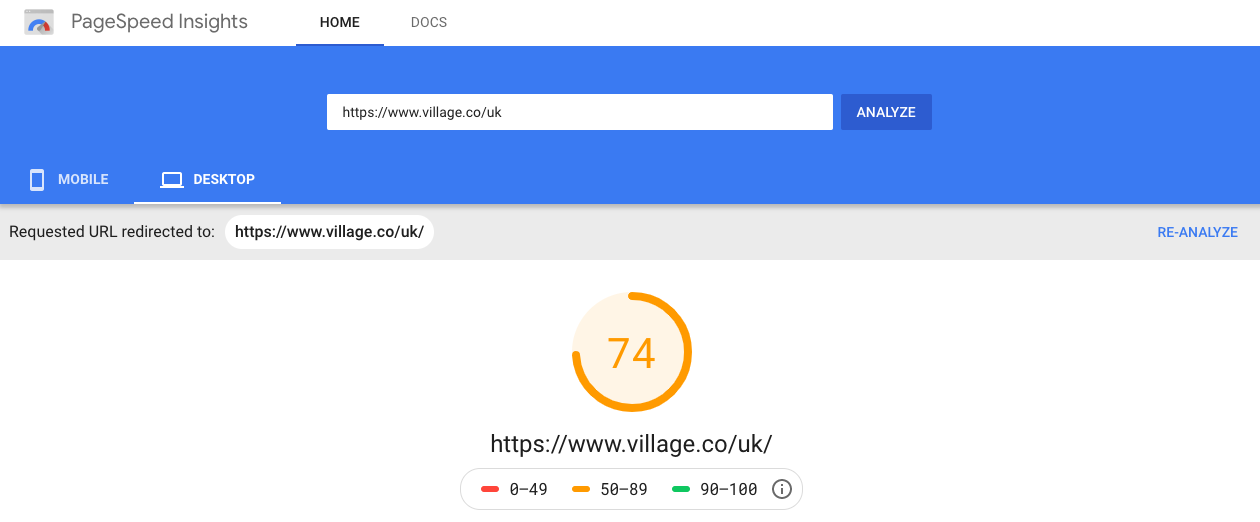 PageSpeed Insights HOME DOCS
https://www.village.co/uk ANALYZE
MOBILE DESKTOP
Requested URL redirected to: https://www.village.co/uk/ RE-ANALYZE
74
https://www.village.co/uk/
0–49 50–89 90–100